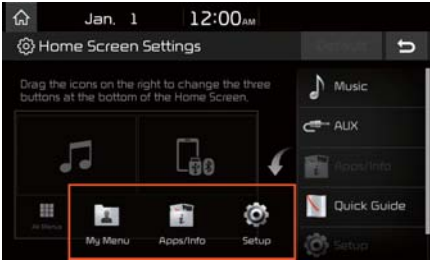 Jan. 1 12:00AM
Home Screen Settings
Default
Drag the icons on the right to change the three
buttons at the bottom of the Home Screen.
Music
AUX
Apps/Info
Quick Guide
Setup
All Menus
My Menu Apps/Info Setup